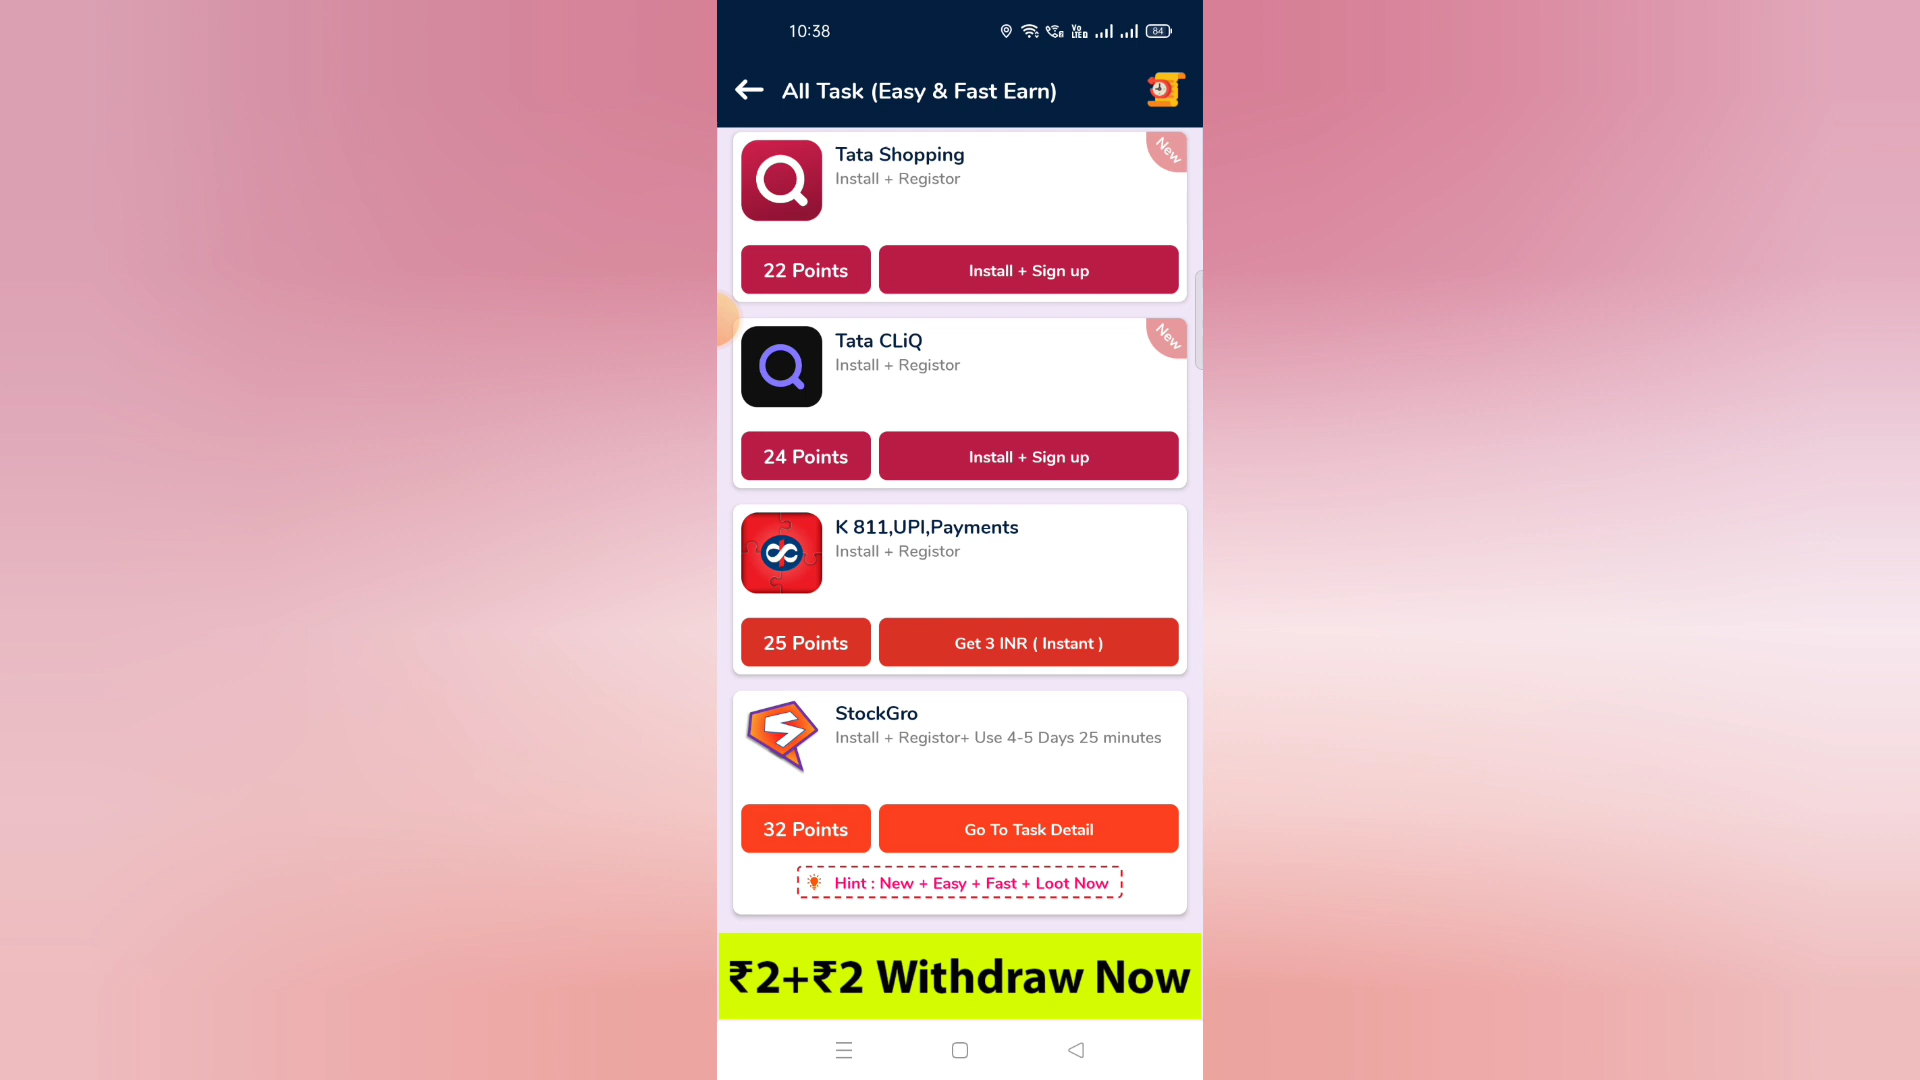 10:38
Vo
LTE
84
All Task (Easy & Fast Earn)
Tata Shopping
New
Install + Registor
22 Points
Install + Sign up
Tata CLiQ
New
Install + Registor
24 Points
Install + Sign up
K 811,UPI,Payments
Install + Registor
25 Points
Get 3 INR ( Instant )
StockGro
Install + Registor+ Use 4-5 Days 25 minutes
32 Points
Go To Task Detail
Hint : New + Easy + Fast + Loot Now
₹2+₹2 Withdraw Now